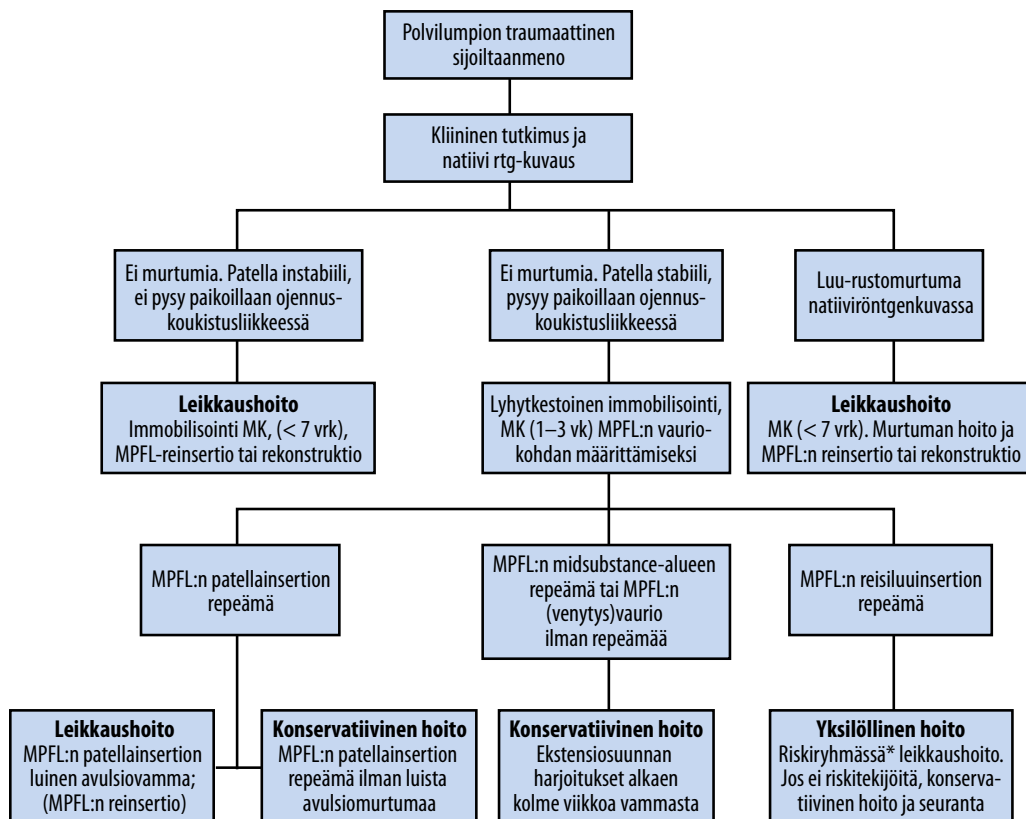 Polvilumpion traumaattinen
sijoiltaanmeno
Kliininen tutkimus ja
natiivi rtg-kuvaus
Ei murtumia. Patella instabiili,
ei pysy paikoillaan ojennus-
koukistusliikkeessä
Ei murtumia. Patella stabiili,
pysyy paikoillaan ojennus-
koukistusliikkeessä
Luu-rustomurtuma
natiiviröntgenkuvassa
Leikkaushoito
Immobilisointi MK, (< 7 vrk),
MPFL-reinsertio tai rekonstruktio
Lyhytkestoinen immobilisointi,
MK (1–3 vk) MPFL:n vaurio-
kohdan määrittämiseksi
Leikkaushoito
MK (< 7 vrk). Murtuman hoito ja
MPFL:n reinsertio tai rekonstruktio
MPFL:n patellainsertion
repeämä
MPFL:n midsubstance-alueen
repeämä tai MPFL:n
(venytys)vaurio
ilman repeämää
MPFL:n reisiluuinsertion
repeämä
Leikkaushoito
MPFL:n patellainsertion
luinen avulsiovamma;
(MPFL:n reinsertio)
Konservatiivinen hoito
MPFL:n patellainsertion
repeämä ilman luista
avulsiomurtumaa
Konservatiivinen hoito
Ekstensiosuunnan
harjoitukset alkaen
kolme viikkoa vammasta
Yksilöllinen hoito
Riskiryhmässä* leikkaushoito.
Jos ei riskitekijöitä, konserva-
tiivinen hoito ja seuranta